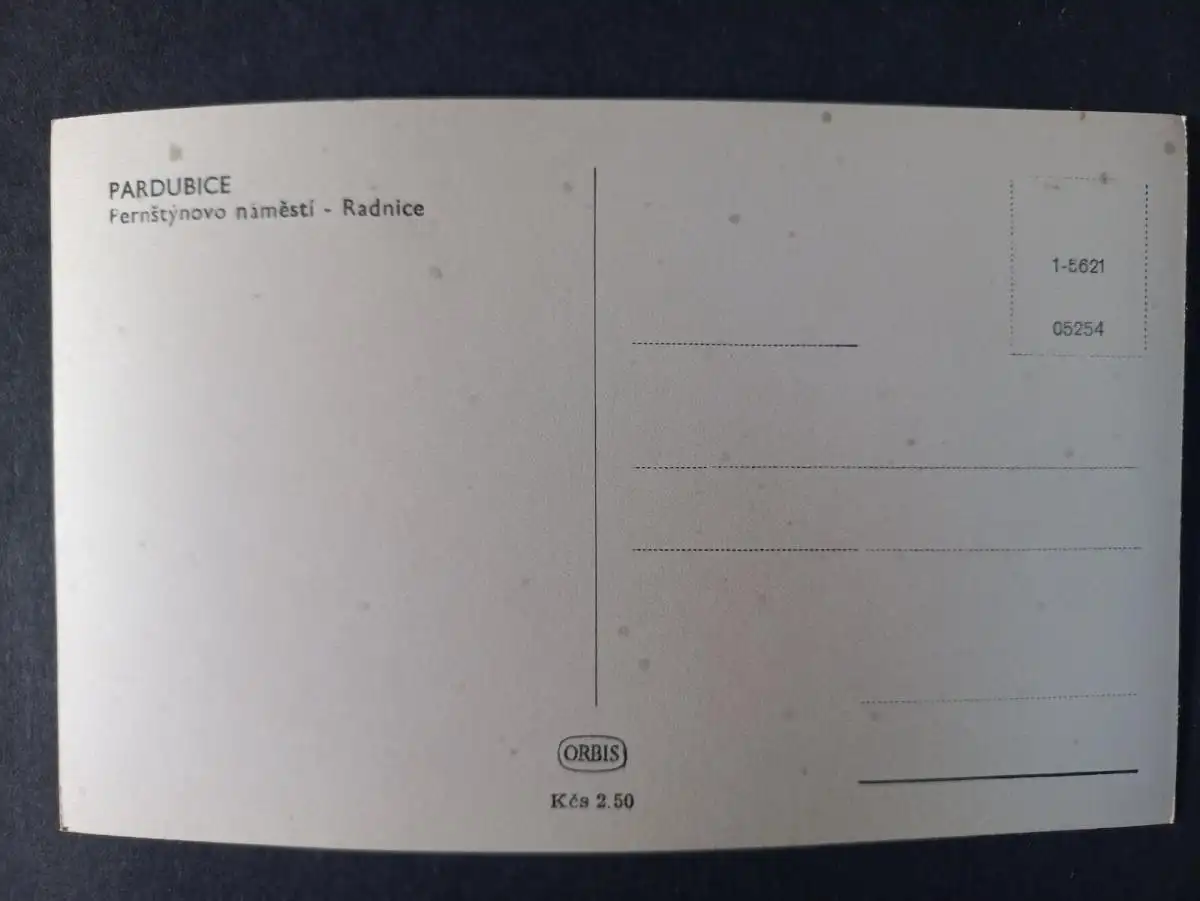 PARDUBICE
Pernštýnovo náměstí - Radnice
1-5621
05254
ORBIS
Kčs 2.50